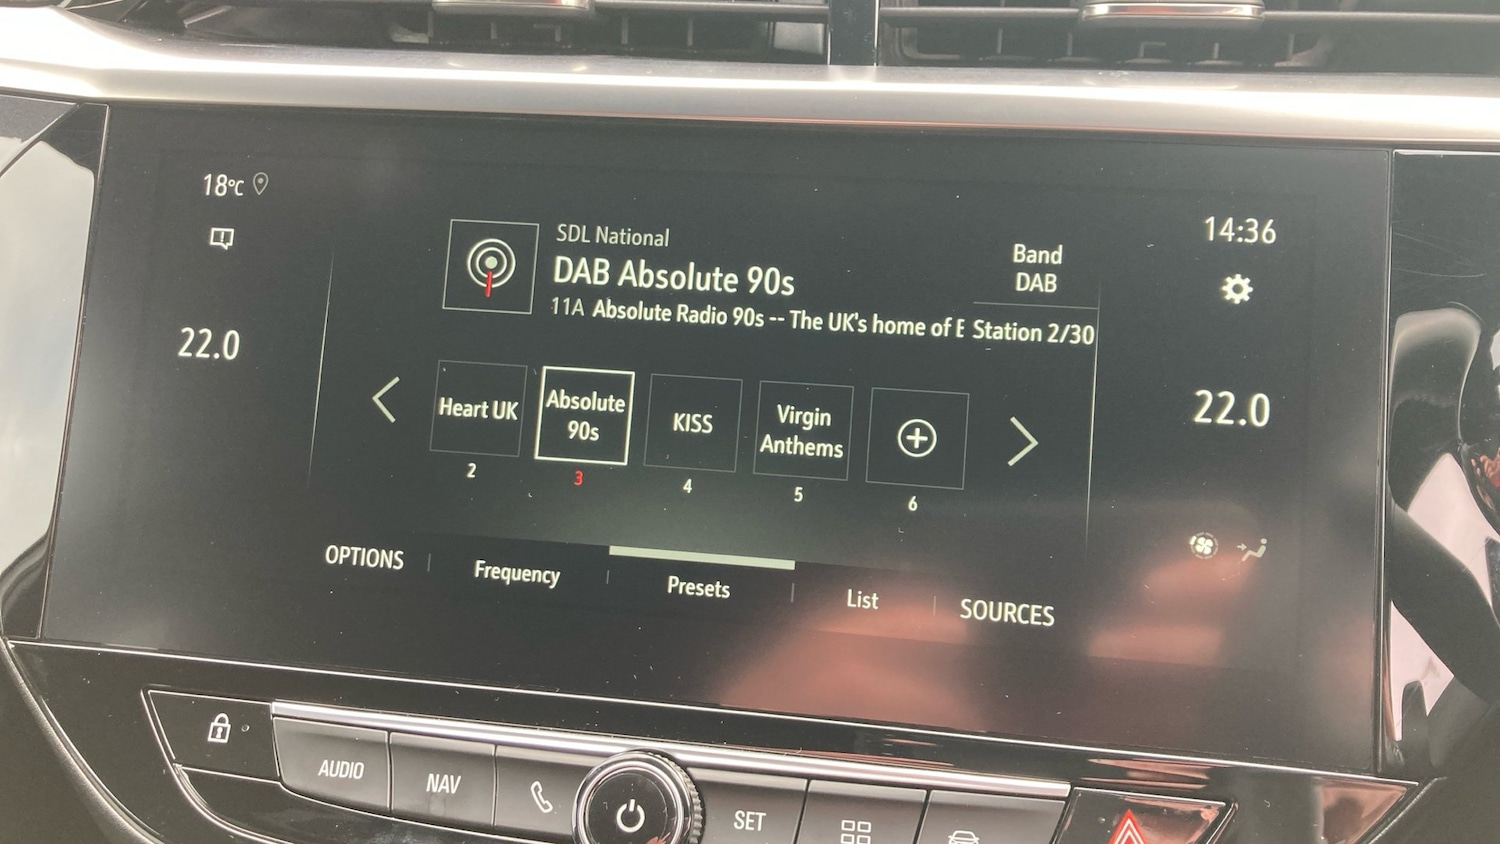 18°C
22.0
SDL National
DAB Absolute 90s
11A Absolute Radio 90s -- The UK's home of E
Band
DAB
Station 2/30
14:36
22.0
Heart UK
2
Absolute
90s
3
KISS
4
Virgin
Anthems
5
6
OPTIONS
Frequency
Presets
List
SOURCES
AUDIO
NAV
SET